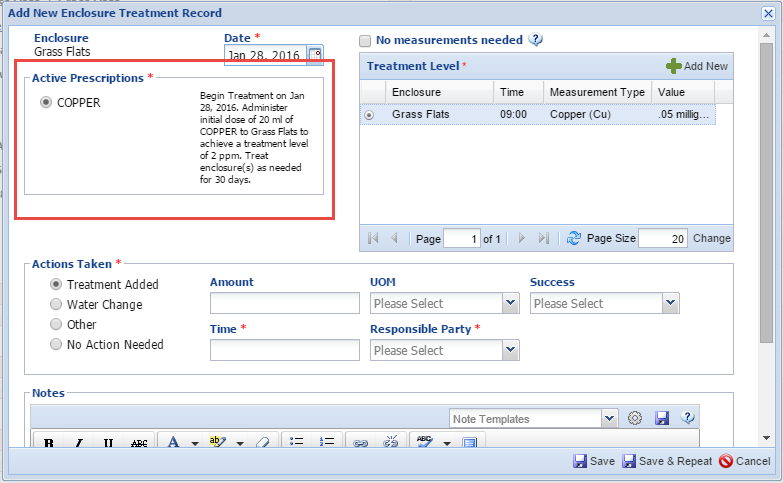 Add New Enclosure Treatment Record
Enclosure
Grass Flats
Date *
Jan 28, 2016
No measurements needed
Active Prescriptions *
COPPER
Begin Treatment on Jan
28, 2016. Administer
initial dose of 20 ml of
COPPER to Grass Flats to
achieve a treatment level
of 2 ppm. Treat
enclosure(s) as needed
for 30 days.
Treatment Level *
Add New
Enclosure Time Measurement Type Value
Grass Flats 09:00 Copper (Cu) .05 millig...
Page 1 of 1 Page Size 20 Change
Actions Taken *
Treatment Added
Water Change
Other
No Action Needed
Amount
UOM
Please Select
Success
Please Select
Time *
Responsible Party *
Please Select
Notes
Note Templates
B I U ABC A ab ABC
Save Save & Repeat Cancel